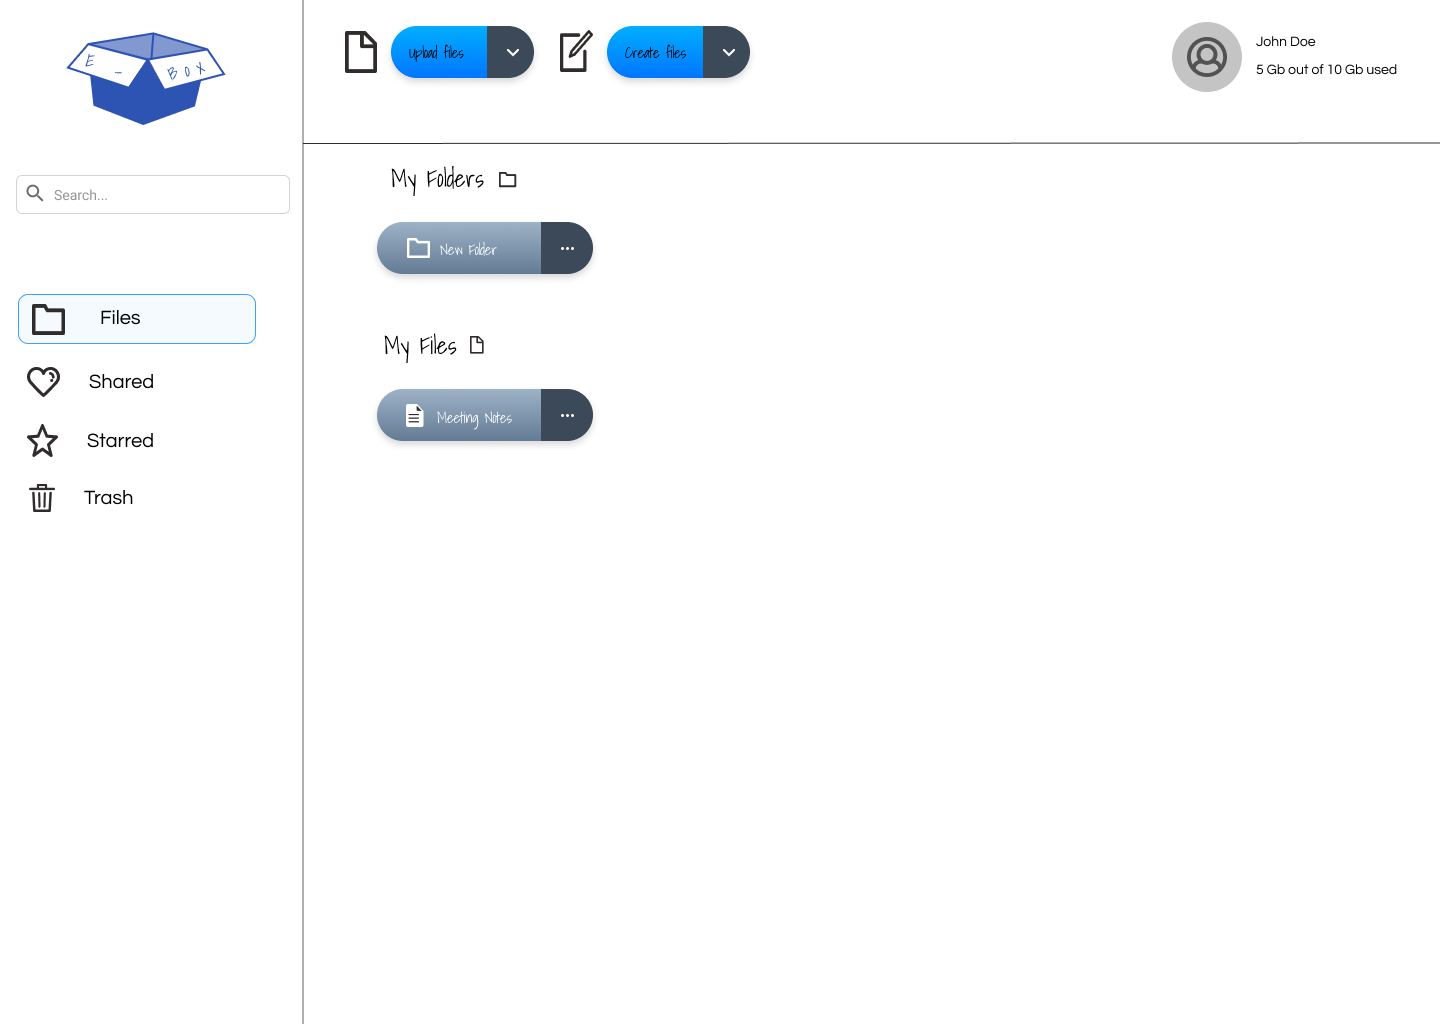 E - BOX
Search...
Files
Shared
Starred
Trash
Upload files
Create files
John Doe
5 Gb out of 10 Gb used
My Folders
New Folder
My Files
Meeting Notes